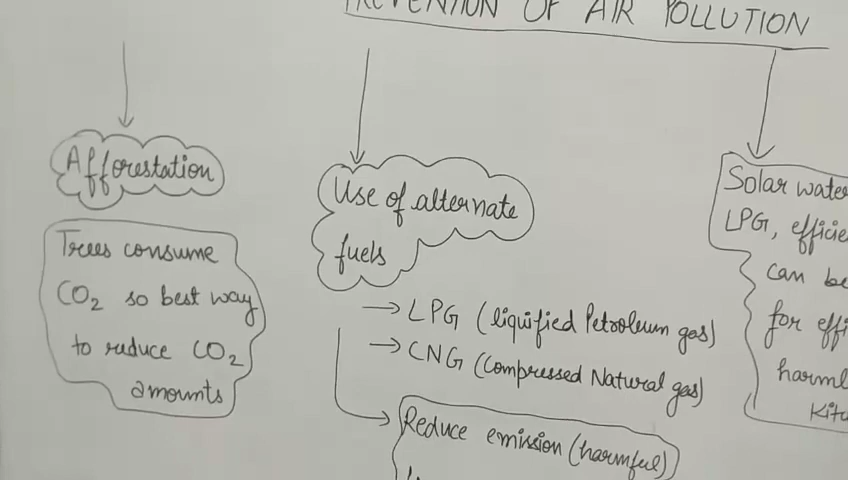 PREVENTION OF AIR POLLUTION
Afforestation
Trees consume
CO2 so best way
to reduce CO2
amounts
Use of alternate
fuels
→ LPG (liquified Petroleum gas)
→ CNG (Compressed Natural gas)
Reduce emission (harmful)
Solar water
LPG, efficie
can be
for effi
harml
Kitc